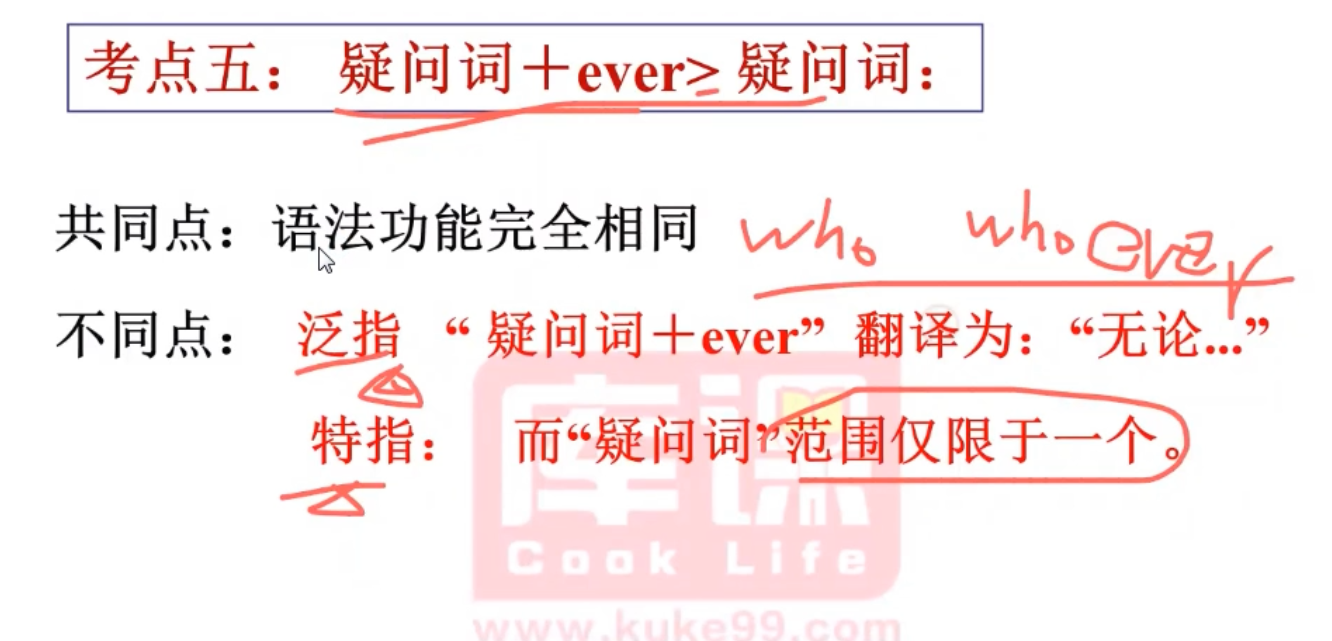 考点五：疑问词＋ever> 疑问词：
共同点：语法功能完全相同 who whoever
不同点：泛指 “疑问词＋ever” 翻译为：“无论...”
特指： 而“疑问词”范围仅限于一个。
库课
Cook Life
www.kuke99.com